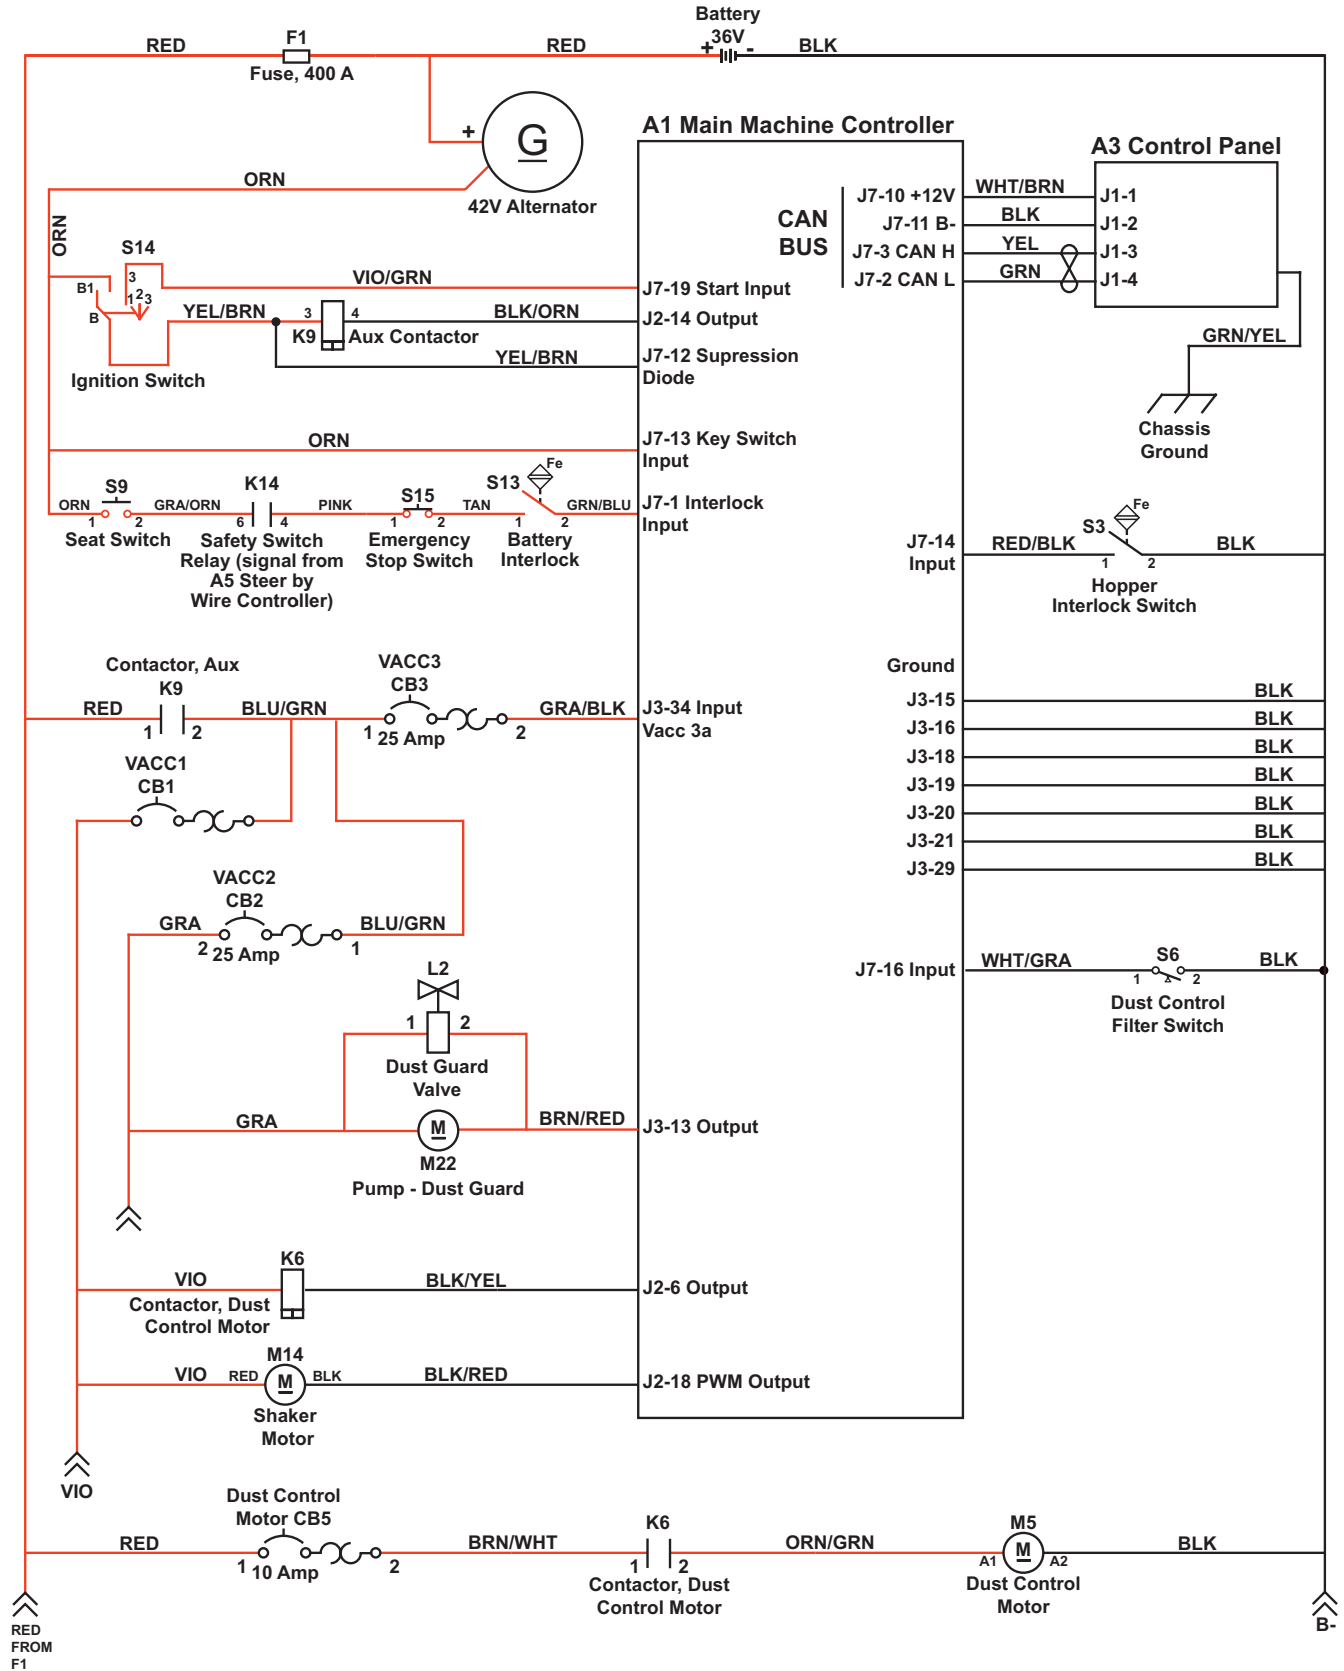 Battery
36V
RED
F1
RED
+
-
BLK
Fuse, 400 A
+
G
42V Alternator
A1 Main Machine Controller
A3 Control Panel
ORN
ORN
CAN
BUS
J7-10 +12V
WHT/BRN
J1-1
J7-11 B-
BLK
J1-2
J7-3 CAN H
YEL
J1-3
J7-2 CAN L
GRN
J1-4
GRN/YEL
Chassis
Ground
S14
3
B1
B
1
2
3
VIO/GRN
J7-19 Start Input
YEL/BRN
3
4
K9
Aux Contactor
BLK/ORN
J2-14 Output
YEL/BRN
J7-12 Supression
Diode
Ignition Switch
ORN
J7-13 Key Switch
Input
ORN
S9
1
2
Seat Switch
GRA/ORN
K14
6
4
Safety Switch
Relay (signal from
A5 Steer by
Wire Controller)
PINK
S15
1
2
Emergency
Stop Switch
TAN
S13
Fe
1
2
Battery
Interlock
GRN/BLU
J7-1 Interlock
Input
J7-14
Input
RED/BLK
S3
Fe
1
2
BLK
Hopper
Interlock Switch
Contactor, Aux
K9
RED
1
2
BLU/GRN
VACC3
CB3
1
25 Amp
2
GRA/BLK
J3-34 Input
Vacc 3a
Ground
J3-15
BLK
J3-16
BLK
J3-18
BLK
J3-19
BLK
J3-20
BLK
J3-21
BLK
J3-29
BLK
VACC1
CB1
VACC2
CB2
GRA
2
25 Amp
1
BLU/GRN
J7-16 Input
WHT/GRA
S6
1
2
BLK
Dust Control
Filter Switch
L2
1
2
Dust Guard
Valve
GRA
M
M22
BRN/RED
J3-13 Output
Pump - Dust Guard
K6
VIO
BLK/YEL
J2-6 Output
Contactor, Dust
Control Motor
M14
VIO
RED
M
BLK
BLK/RED
J2-18 PWM Output
Shaker
Motor
VIO
Dust Control
Motor CB5
RED
1
10 Amp
2
BRN/WHT
K6
1
2
Contactor, Dust
Control Motor
ORN/GRN
M5
A1
M
A2
Dust Control
Motor
BLK
RED
FROM
F1
B-